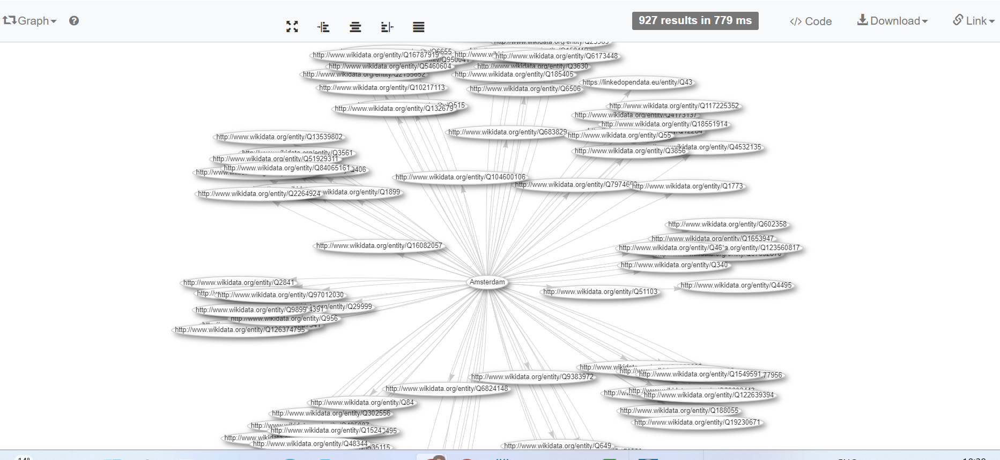 Graph
927 results in 779 ms
</> Code
Download
Link
http://www.wikidata.org/entity/Q16787919
http://www.wikidata.org/entity/Q6173448
http://www.wikidata.org/entity/Q5460604
http://www.wikidata.org/entity/Q3630
http://www.wikidata.org/entity/Q185405
http://www.wikidata.org/entity/Q10217113
http://www.wikidata.org/entity/Q6506
https://linkedopendata.eu/entity/Q43
http://www.wikidata.org/entity/Q132679
http://www.wikidata.org/entity/Q117225352
http://www.wikidata.org/entity/Q4173137
http://www.wikidata.org/entity/Q18551914
http://www.wikidata.org/entity/Q683829
http://www.wikidata.org/entity/Q55
http://www.wikidata.org/entity/Q13539802
wikidata.org/entity/Q4532135
http://www.wikidata.org/entity/Q3856
http://www.wikidata.org/entity/Q3561
http://www.wikidata.org/entity/Q51929311
http://www.wikidata.org/entity/Q84065161
http://www.wikidata.org/entity/Q104600106
http://www.wikidata.org/entity/Q1773
http://www.wikidata.org/entity/Q2264924
wikidata.org/entity/Q1899
http://www.wikidata.org/entity/Q602358
http://www.wikidata.org/entity/Q1653947
http://www.wikidata.org/entity/Q16082057
http://www.wikidata.org/entity/Q46
a.org/entity/Q123560817
http://www.wikidata.org/entity/Q340
http://www.wikidata.org/entity/Q2841
Amsterdam
http://www.wikidata.org/entity/Q4495
http://www.wikidata.org/entity/Q97012030
http://www.wikidata.org/entity/Q51103
http://www.wikidata.org/entity/Q9899
org/entity/Q29999
http://www.wikidata.org/entity/Q956
http://www.wikidata.org/entity/Q126374795
http://www.wikidata.org/entity/Q1549591
77956
http://www.wikidata.org/entity/Q9383972
http://www.wikidata.org/entity/Q6824148
http://www.wikidata.org/entity/Q122639394
http://www.wikidata.org/entity/Q84
http://www.wikidata.org/entity/Q188055
http://www.wikidata.org/entity/Q302556
http://www.wikidata.org/entity/Q19230671
http://www.wikidata.org/entity/Q1524
http://www.wikidata.org/entity/Q48344
http://www.wikidata.org/entity/Q649